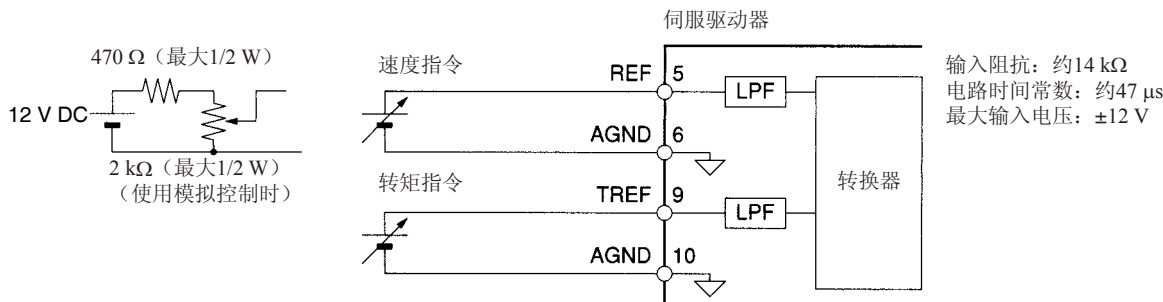 伺服驱动器
470 Ω（最大1/2 W）
12 V DC
2 kΩ（最大1/2 W）
（使用模拟控制时）
速度指令
REF 5
LPF
AGND 6
转矩指令
TREF 9
LPF
AGND 10
转换器
输入阻抗：约14 kΩ
电路时间常数：约47 μs
最大输入电压：±12 V